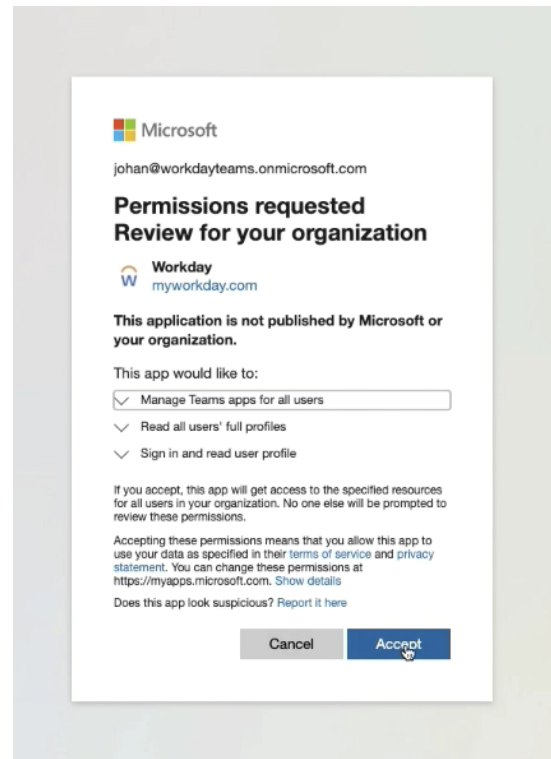 Microsoft
johan@workdayteams.onmicrosoft.com
Permissions requested
Review for your organization
Workday
myworkday.com
This application is not published by Microsoft or
your organization.
This app would like to:
Manage Teams apps for all users
Read all users' full profiles
Sign in and read user profile
If you accept, this app will get access to the specified resources
for all users in your organization. No one else will be prompted to
review these permissions.
Accepting these permissions means that you allow this app to
use your data as specified in their terms of service and privacy
statement. You can change these permissions at
https://myapps.microsoft.com. Show details
Does this app look suspicious? Report it here
Cancel Accept